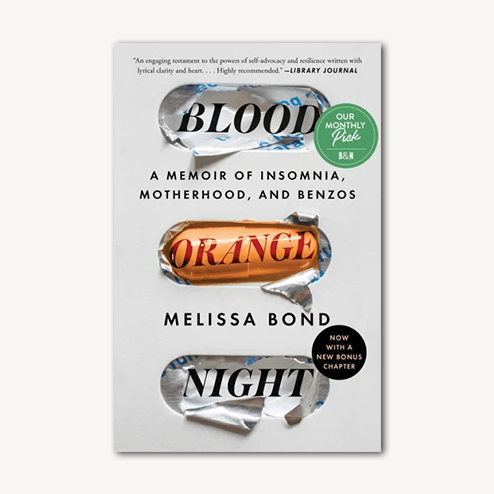 "An engaging testament to the powers of self-advocacy and resilience written with
lyrical clarity and heart. . . . Highly recommended." —LIBRARY JOURNAL
BLOOD
OUR
MONTHLY
Pick
B&N
A MEMOIR OF INSOMNIA,
MOTHERHOOD, AND BENZOS
ORANGE
MELISSA BOND
NOW
WITH A
NEW BONUS
CHAPTER
NIGHT